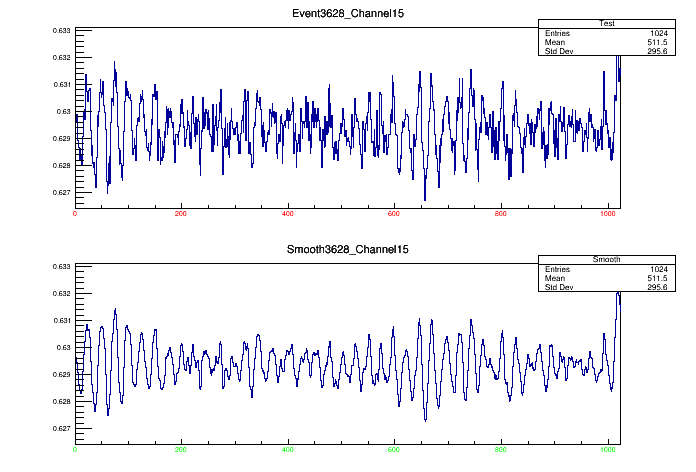 Event3628_Channel15
Test
Entries 1024
Mean 511.5
Std Dev 295.6
0.633
0.632
0.631
0.63
0.629
0.628
0.627
0 200 400 600 800 1000
Smooth3628_Channel15
Smooth
Entries 1024
Mean 511.5
Std Dev 295.6
0.633
0.632
0.631
0.63
0.629
0.628
0.627
0 200 400 600 800 1000